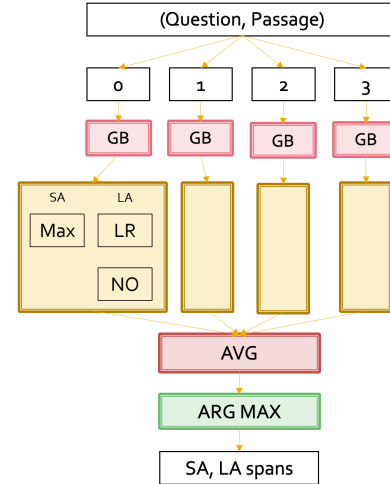 (Question, Passage)
0 1 2 3
GB GB GB GB
SA LA
Max LR
NO
AVG
ARG MAX
SA, LA spans